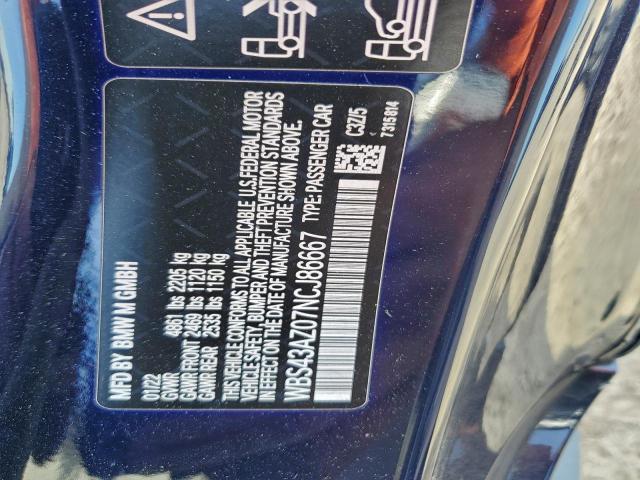 MFD BY BMW M GMBH
01/22
GVWR 4861 lbs 2205 kg
GAWR FRONT 2469 lbs 1120 kg
GAWR REAR 2535 lbs 1150 kg
THIS VEHICLE CONFORMS TO ALL APPLICABLE U.S.FEDERAL MOTOR
VEHICLE SAFETY, BUMPER AND THEFT PREVENTION STANDARDS
IN EFFECT ON THE DATE OF MANUFACTURE SHOWN ABOVE.
WBS43AZ07NCJ86667 TYPE: PASSENGER CAR
C3Z/5
7315814